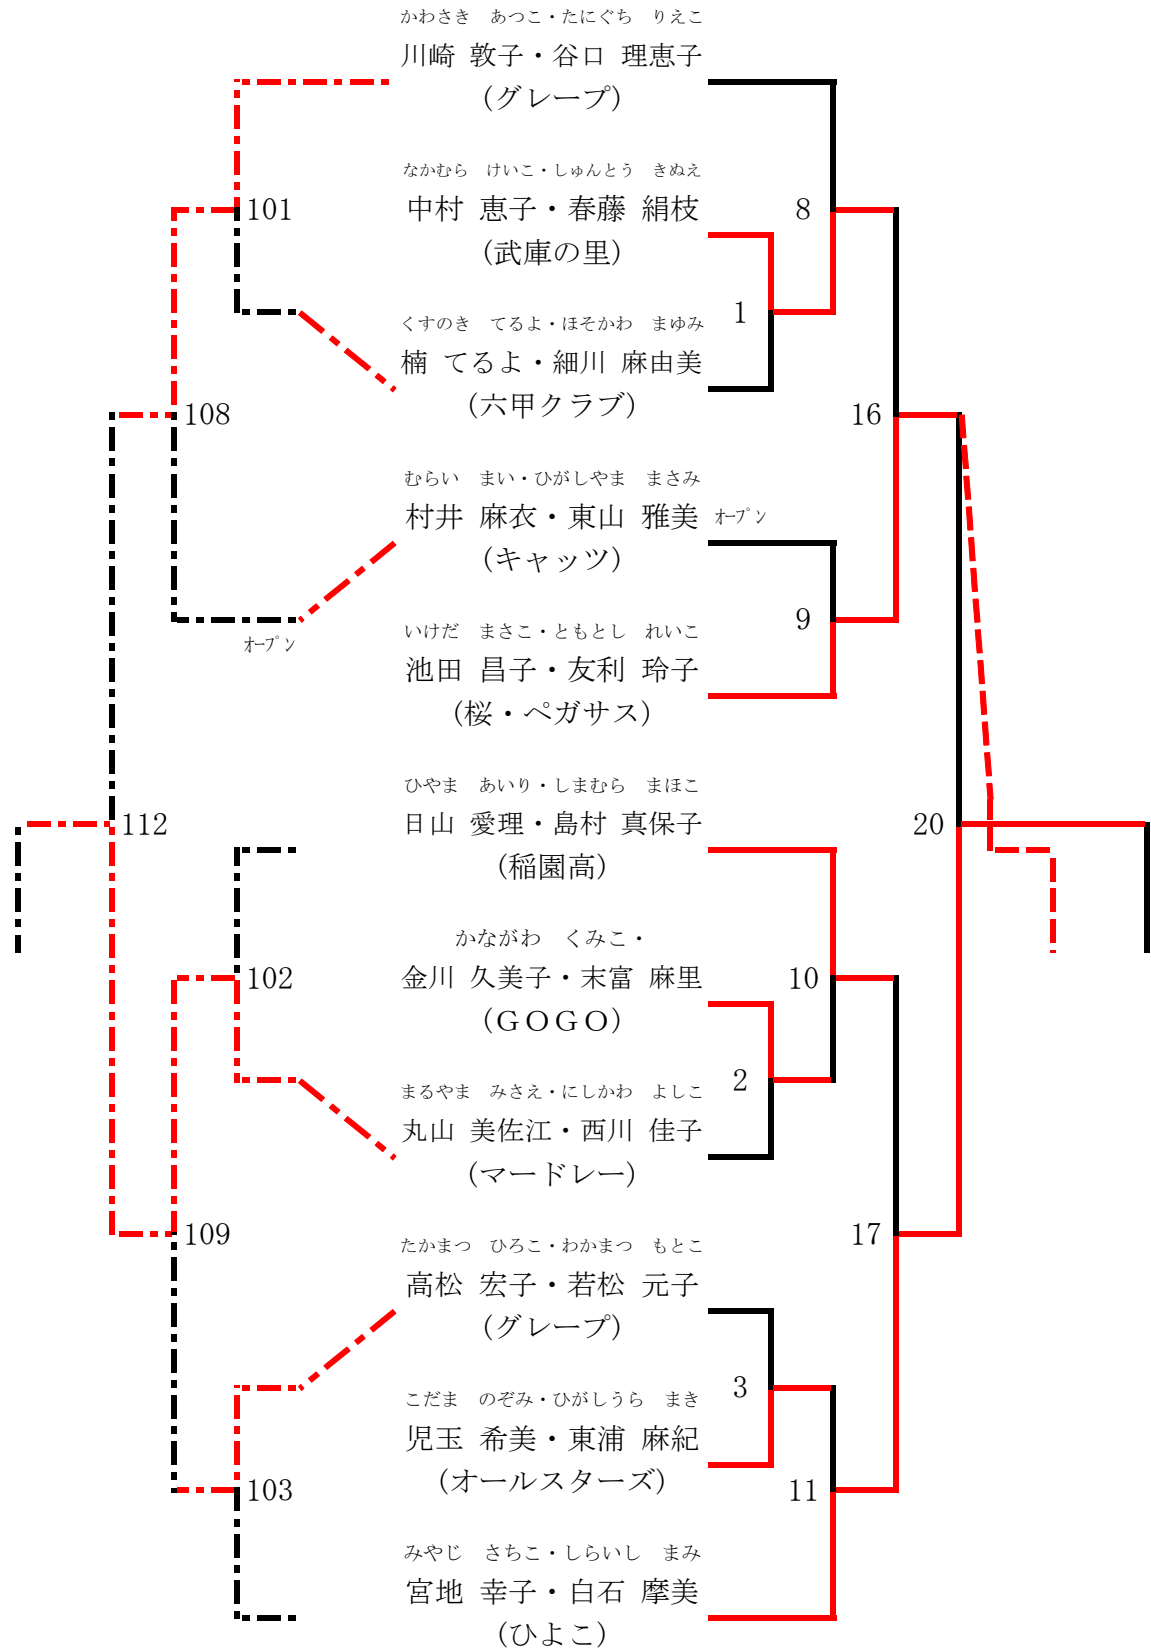 かわさき あつこ・たにぐち りえこ
川崎 敦子・谷口 理恵子
(グレープ)
なかむら けいこ・しゅんとう きぬえ
101
中村 恵子・春藤 絹枝
8
(武庫の里)
くすのき てるよ・ほそかわ まゆみ
1
楠 てるよ・細川 麻由美
(六甲クラブ)
108
16
むらい まい・ひがしやま まさみ
村井 麻衣・東山 雅美
オープン
(キャッツ)
9
オープン
いけだ まさこ・ともとし れいこ
池田 昌子・友利 玲子
(桜・ペガサス)
ひやま あいり・しまむら まほこ
112
日山 愛理・島村 真保子
20
(稲園高)
かながわ くみこ・
102
金川 久美子・末富 麻里
10
(GOGO)
2
まるやま みさえ・にしかわ よしこ
丸山 美佐江・西川 佳子
(マードレー)
109
17
たかまつ ひろこ・わかまつ もとこ
高松 宏子・若松 元子
(グレープ)
3
こだま のぞみ・ひがしうら まき
児玉 希美・東浦 麻紀
(オールスターズ)
103
11
みやじ さちこ・しらいし まみ
宮地 幸子・白石 摩美
(ひよこ)